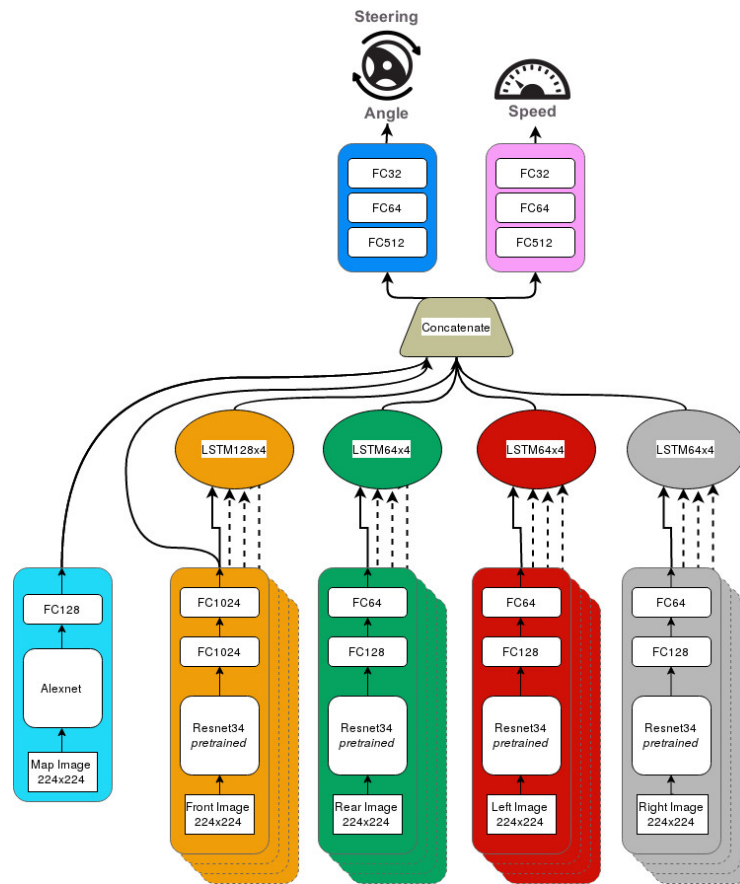 Steering
Angle
Speed
FC32
FC64
FC512
FC32
FC64
FC512
Concatenate
LSTM128x4
LSTM64x4
LSTM64x4
LSTM64x4
FC128
Alexnet
Map Image
224x224
FC1024
FC1024
Resnet34
pretrained
Front Image
224x224
FC64
FC128
Resnet34
pretrained
Rear Image
224x224
FC64
FC128
Resnet34
pretrained
Left Image
224x224
FC64
FC128
Resnet34
pretrained
Right Image
224x224